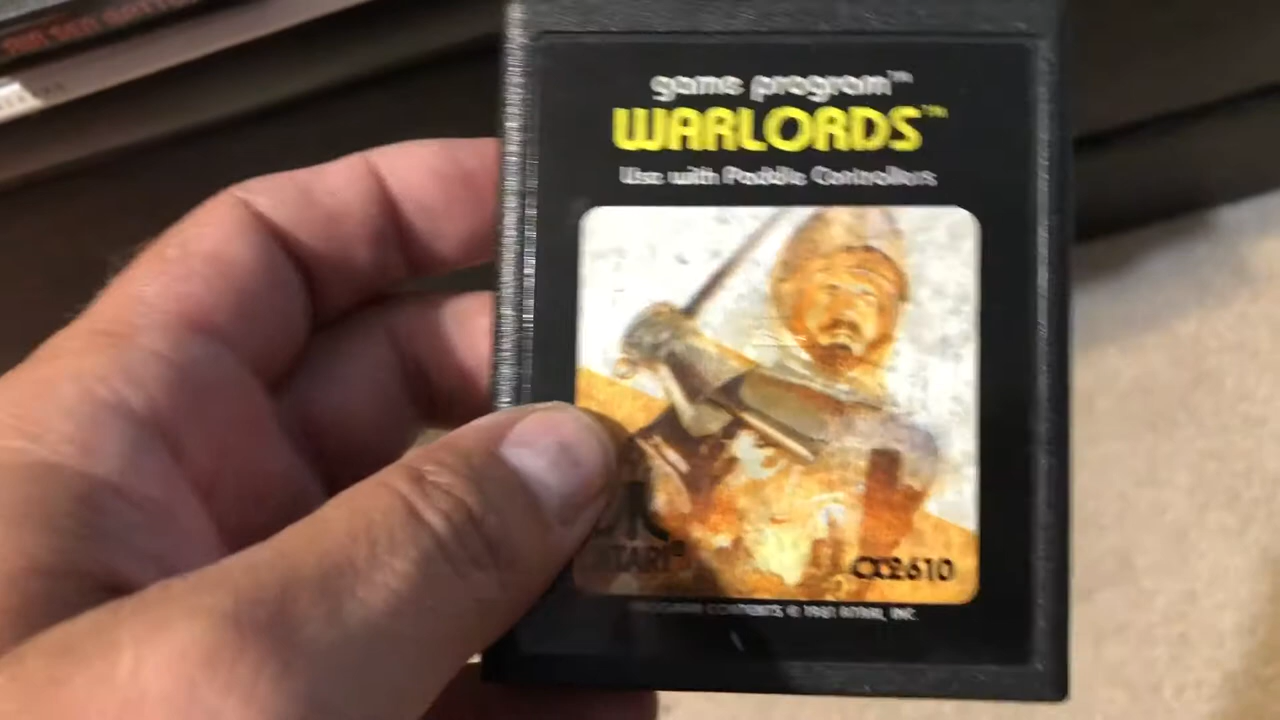 game program™
WARLORDS™
Use with Paddle Controllers
ATARI®
CX2610
PROGRAM CONTENTS © 1981 ATARI, INC.